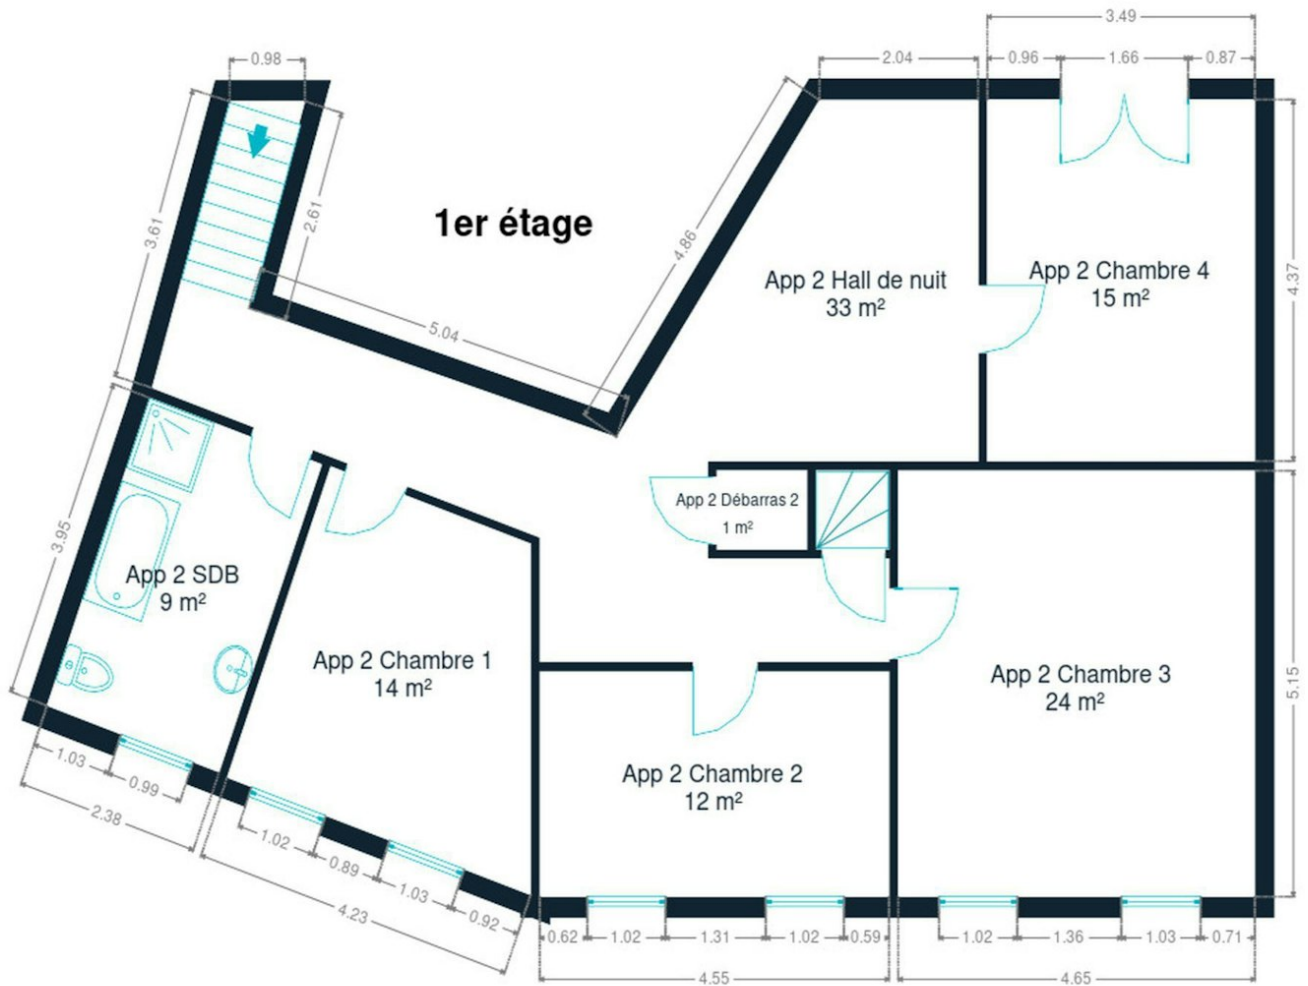 3.49
0.98
2.04
0.96
1.66
0.87
3.61
2.61
1er étage
4.86
4.37
App 2 Hall de nuit
33 m²
App 2 Chambre 4
15 m²
5.04
3.95
App 2 Débarras 2
1 m²
App 2 SDB
9 m²
App 2 Chambre 1
14 m²
App 2 Chambre 3
24 m²
5.15
App 2 Chambre 2
12 m²
1.03
0.99
2.38
1.02
0.89
1.03
0.92
4.23
0.62
1.02
1.31
1.02
0.59
1.02
1.36
1.03
0.71
4.55
4.65